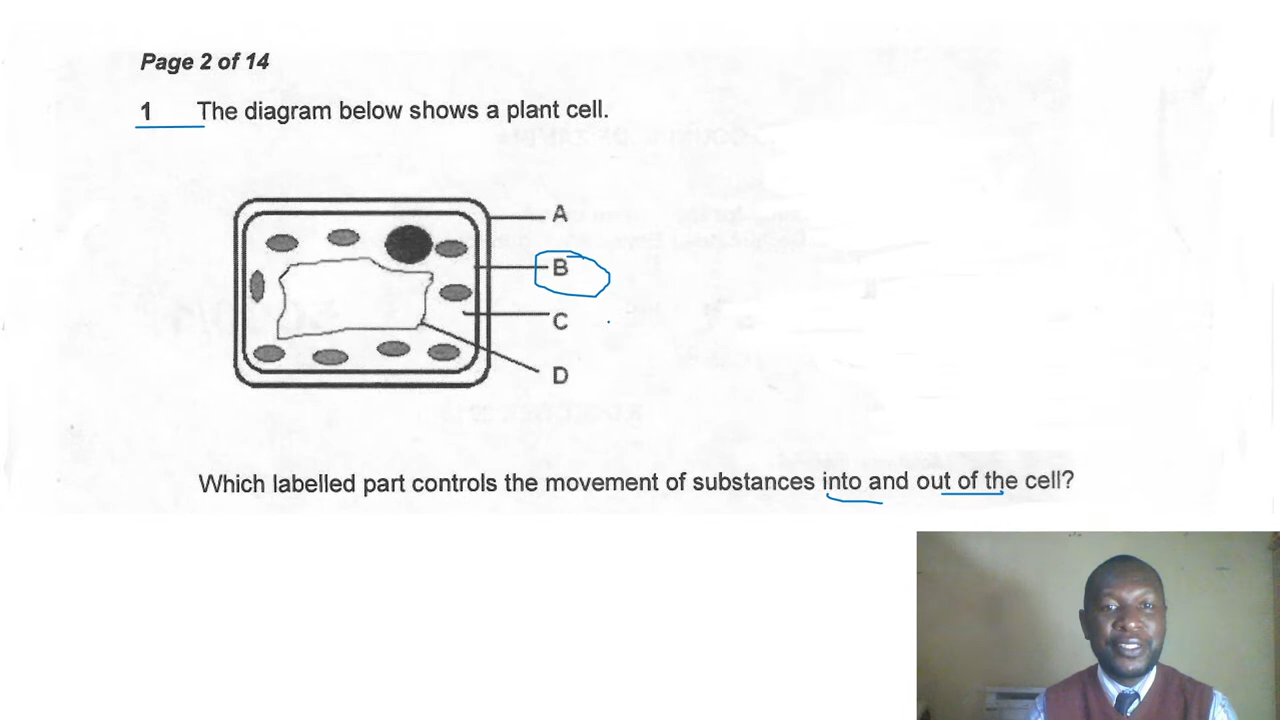 Page 2 of 14
1 The diagram below shows a plant cell.
A
B
C
D
Which labelled part controls the movement of substances into and out of the cell?